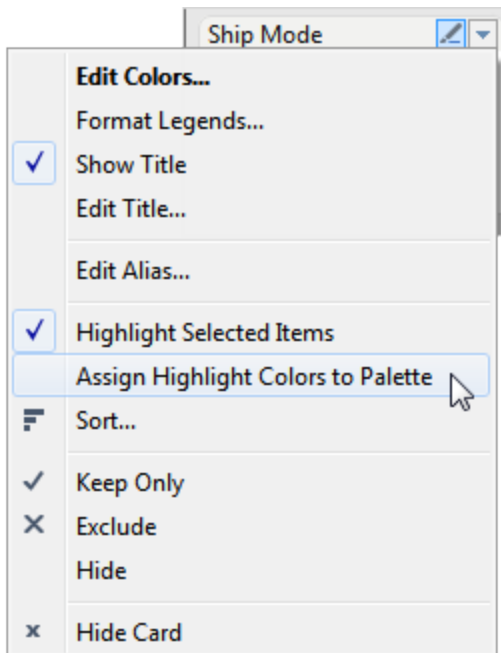 Ship Mode
Edit Colors...
Format Legends...
Show Title
Edit Title...
Edit Alias...
Highlight Selected Items
Assign Highlight Colors to Palette
Sort...
Keep Only
Exclude
Hide
Hide Card